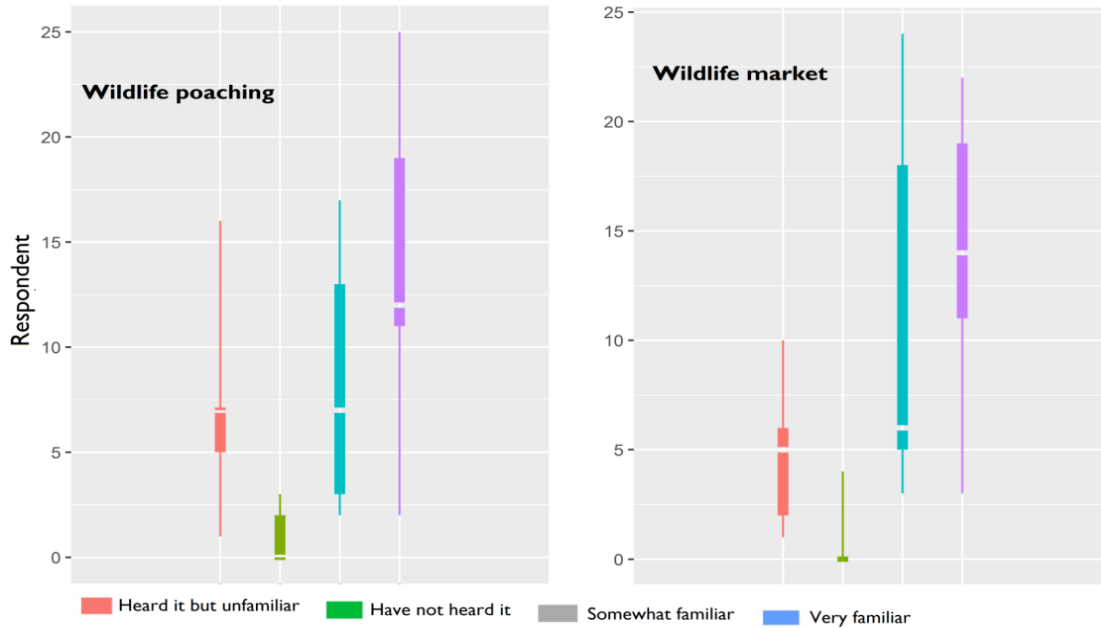 Wildlife poaching
Respondent
25
20
15
10
5
0
Wildlife market
25
20
15
10
5
0
Heard it but unfamiliar
Have not heard it
Somewhat familiar
Very familiar